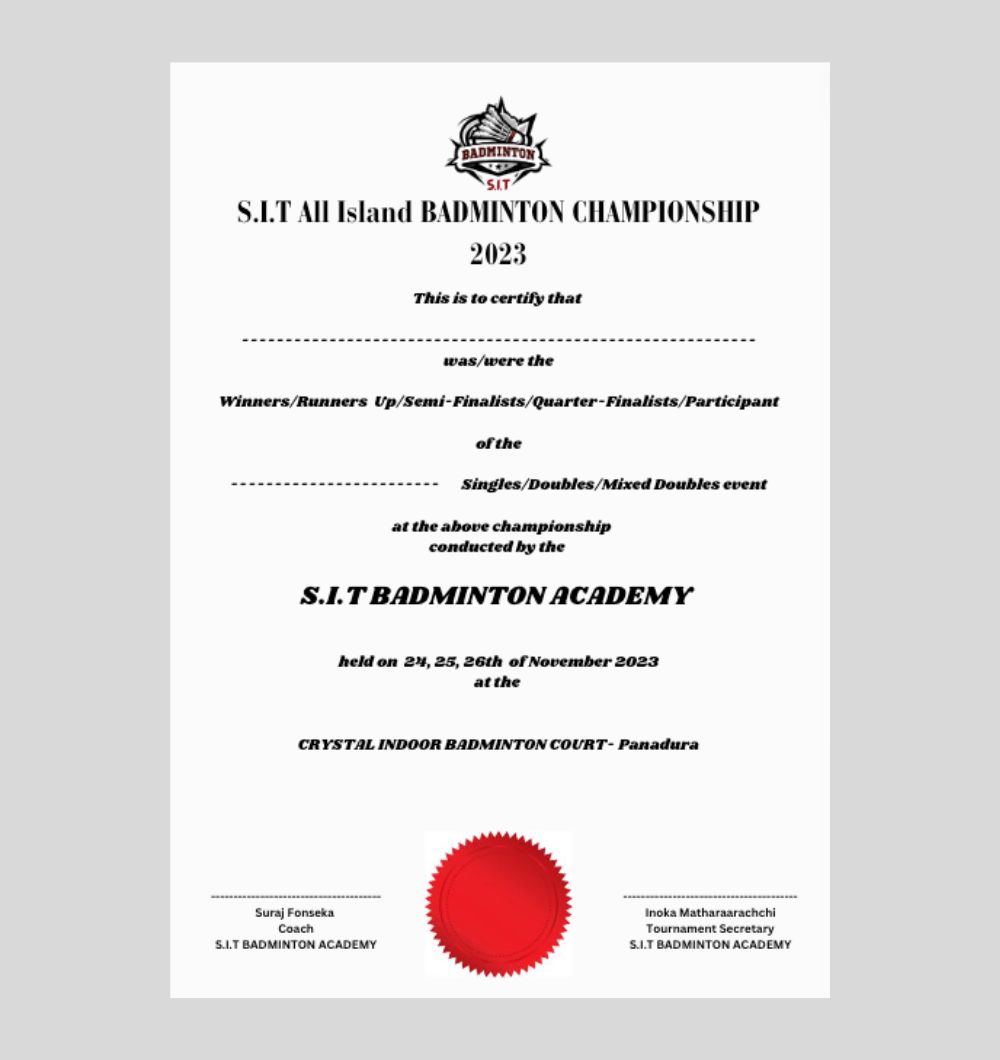 BADMINTON
S.I.T
S.I.T All Island BADMINTON CHAMPIONSHIP
2023
This is to certify that
-----------------------------------------------------------
was/were the
Winners/Runners Up/Semi-Finalists/Quarter-Finalists/Participant
of the
------------------------ Singles/Doubles/Mixed Doubles event
at the above championship
conducted by the
S.I.T BADMINTON ACADEMY
held on 24, 25, 26th of November 2023
at the
CRYSTAL INDOOR BADMINTON COURT- Panadura
--------------------------------------
Suraj Fonseka
Coach
S.I.T BADMINTON ACADEMY
---------------------------------------
Inoka Matharaarachchi
Tournament Secretary
S.I.T BADMINTON ACADEMY